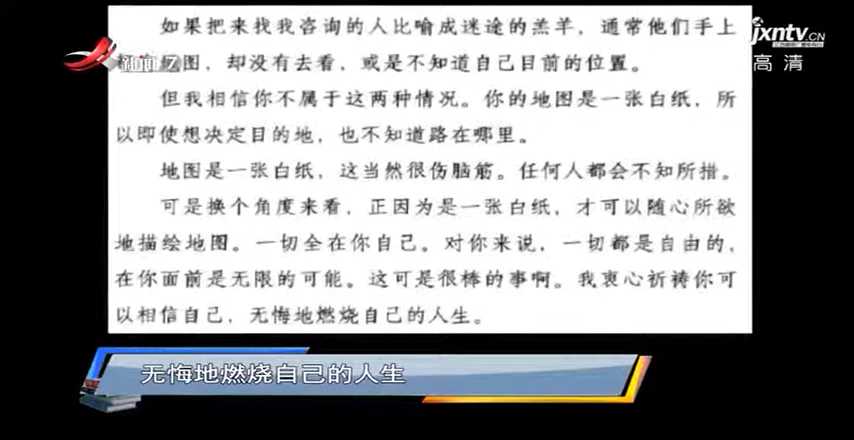 如果把来找我咨询的人比喻成迷途的羔羊，通常他们手上
图，却没有去看，或是不知道自己目前的位置。
但我相信你不属于这两种情况。你的地图是一张白纸，所
以即使想决定目的地，也不知道路在哪里。
地图是一张白纸，这当然很伤脑筋。任何人都会不知所措。
可是换个角度来看，正因为是一张白纸，才可以随心所欲
地描绘地图。一切全在你自己。对你来说，一切都是自由的，
在你面前是无限的可能。这可是很棒的事啊。我衷心祈祷你可
以相信自己，无悔地燃烧自己的人生。
jxntv.CN
高清
无悔地燃烧自己的人生